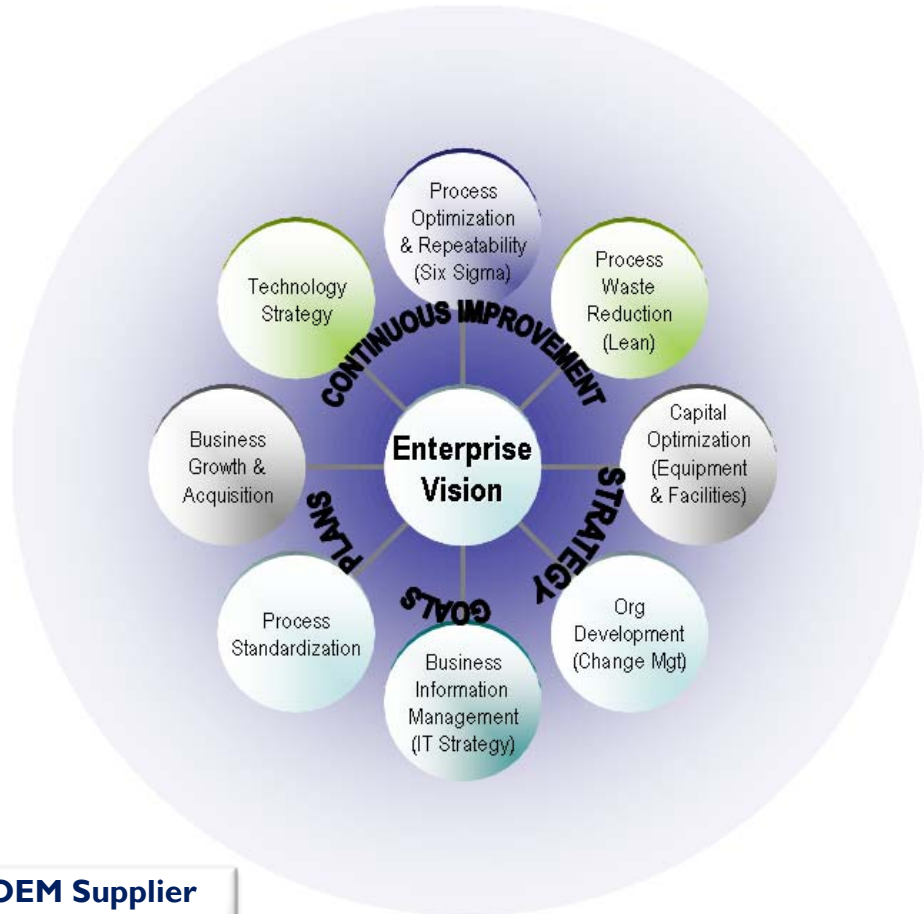 Process
Optimization
& Repeatability
(Six Sigma)
Technology
Strategy
Process
Waste
Reduction
(Lean)
CONTINUOUS IMPROVEMENT
Business
Growth &
Acquisition
Enterprise
Vision
Capital
Optimization
(Equipment
& Facilities)
PLANS
GOALS
STRATEGY
Process
Standardization
Business
Information
Management
(IT Strategy)
Org
Development
(Change Mgt)
OEM Supplier